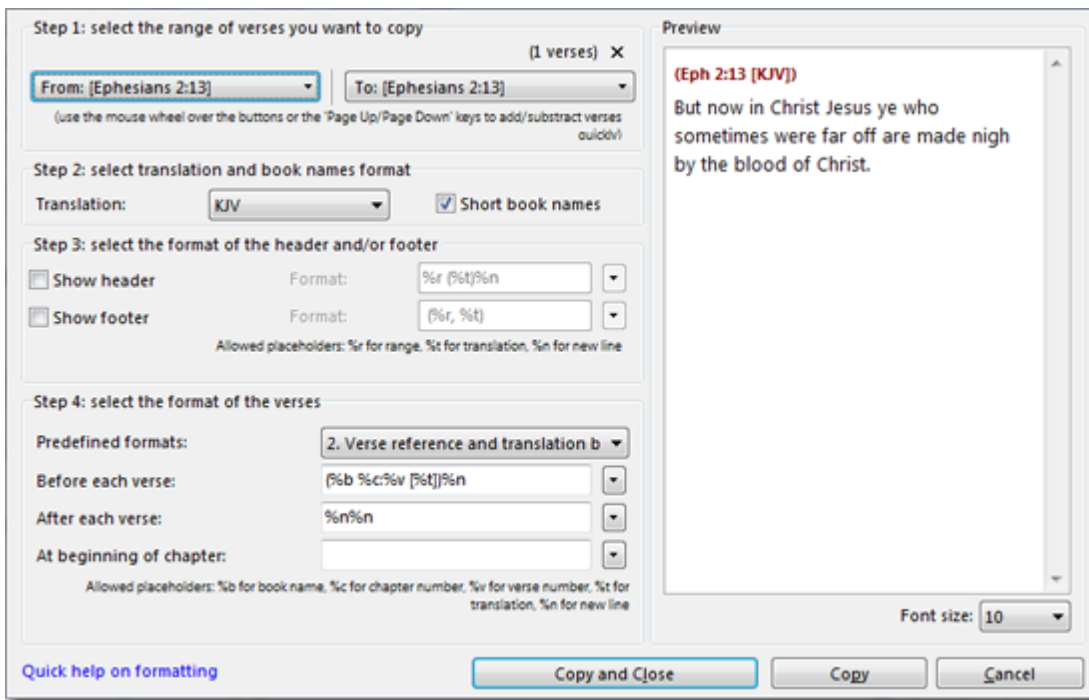 Step 1: select the range of verses you want to copy
(1 verses) ✕
From: [Ephesians 2:13]
To: [Ephesians 2:13]
(use the mouse wheel over the buttons or the 'Page Up/Page Down' keys to add/substract verses
quickly)
Step 2: select translation and book names format
Translation:
KJV
Short book names
Step 3: select the format of the header and/or footer
Show header
Format:
%r (%t)%n
Show footer
Format:
(%r, %t)
Allowed placeholders: %r for range, %t for translation, %n for new line
Step 4: select the format of the verses
Predefined formats:
2. Verse reference and translation b
Before each verse:
(%b %c:%v [%t])%n
After each verse:
%n%n
At beginning of chapter:
Allowed placeholders: %b for book name, %c for chapter number, %v for verse number, %t for
translation, %n for new line
Preview
(Eph 2:13 [KJV])
But now in Christ Jesus ye who
sometimes were far off are made nigh
by the blood of Christ.
Font size: 10
Quick help on formatting
Copy and Close
Copy
Cancel